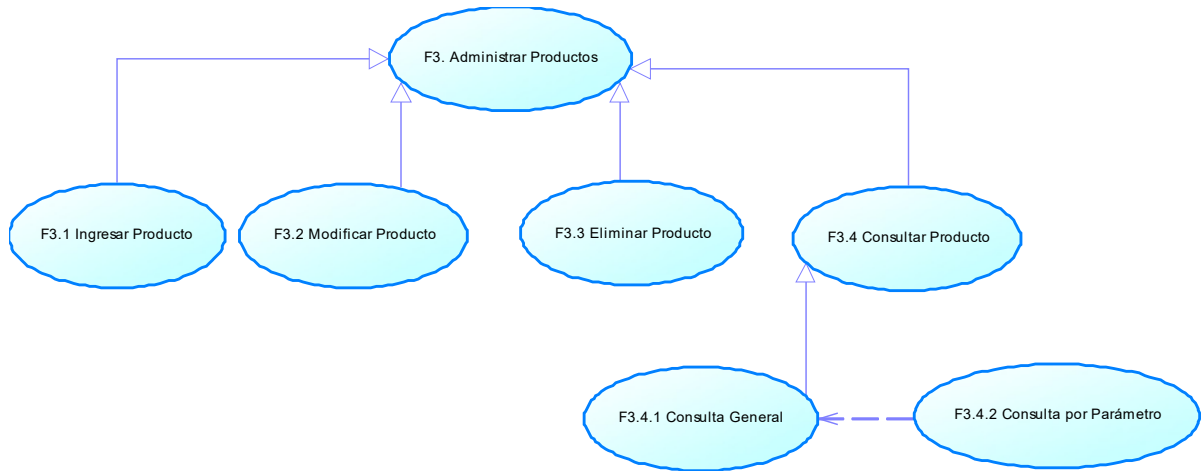 F3. Administrar Productos
F3.1 Ingresar Producto
F3.2 Modificar Producto
F3.3 Eliminar Producto
F3.4 Consultar Producto
F3.4.1 Consulta General
F3.4.2 Consulta por Parámetro